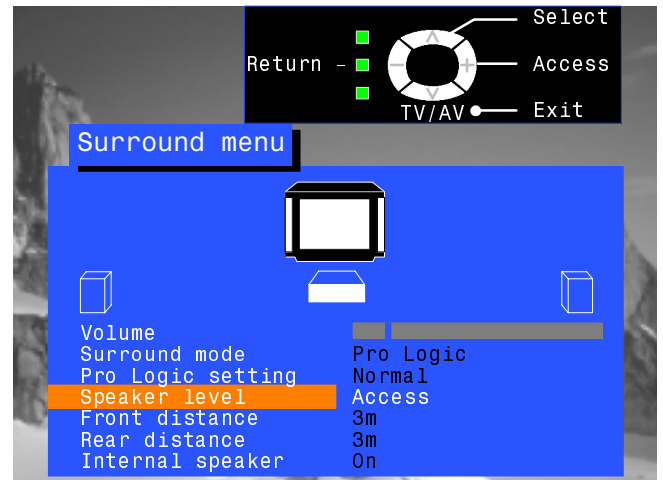 Select
Return - Access
TV/AV Exit
Surround menu
Volume
Surround mode Pro Logic
Pro Logic setting Normal
Speaker level Access
Front distance 3m
Rear distance 3m
Internal speaker On